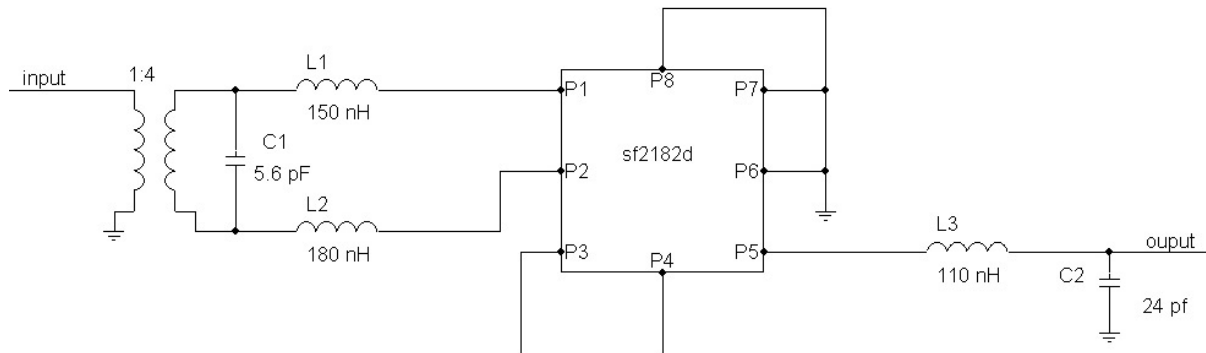 input
1:4
C1
5.6 pF
L1
150 nH
L2
180 nH
P1
P2
P3
P4
P5
P6
P7
P8
sf2182d
L3
110 nH
C2
24 pf
ouput